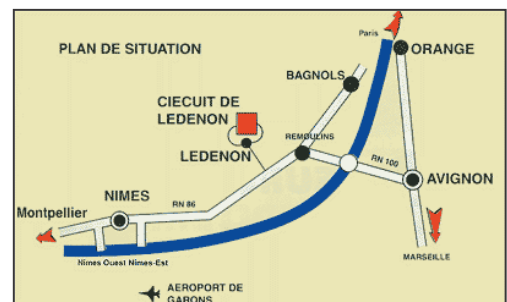 Paris
PLAN DE SITUATION
ORANGE
BAGNOLS
CIECUIT DE
LEDENON
REMOULINS
LEDENON
RN 100
AVIGNON
NIMES
RN 86
Montpellier
MARSEILLE
Nimes Ouest Nimes-Est
AEROPORT DE
GARONS